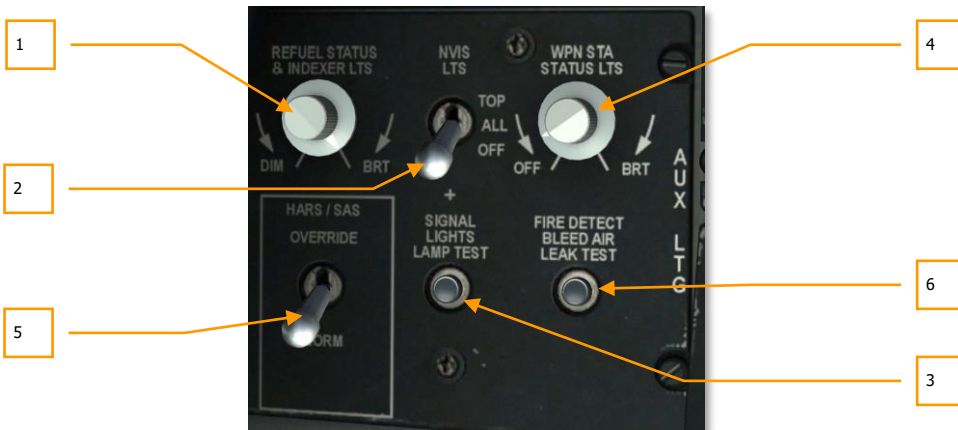 1
4
REFUEL STATUS
& INDEXER LTS
NVIS
LTS
WPN STA
STATUS LTS
TOP
ALL
OFF
DIM
BRT
OFF
BRT
2
+
HARS / SAS
OVERRIDE
SIGNAL
LIGHTS
LAMP TEST
FIRE DETECT
BLEED AIR
LEAK TEST
AUX LTG
6
5
3